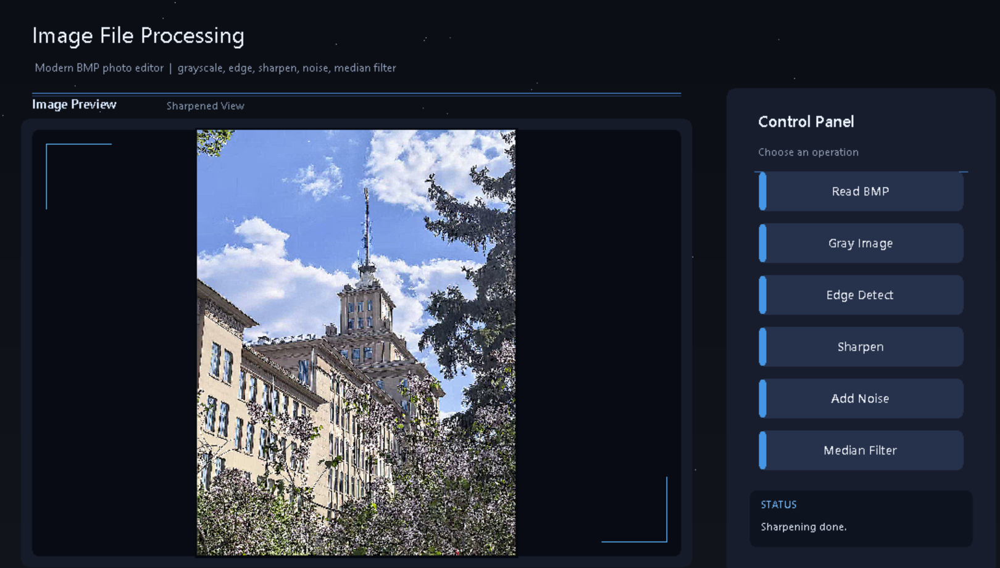 Image File Processing
Modern BMP photo editor | grayscale, edge, sharpen, noise, median filter
Image Preview
Sharpened View
Control Panel
Choose an operation
Read BMP
Gray Image
Edge Detect
Sharpen
Add Noise
Median Filter
STATUS
Sharpening done.